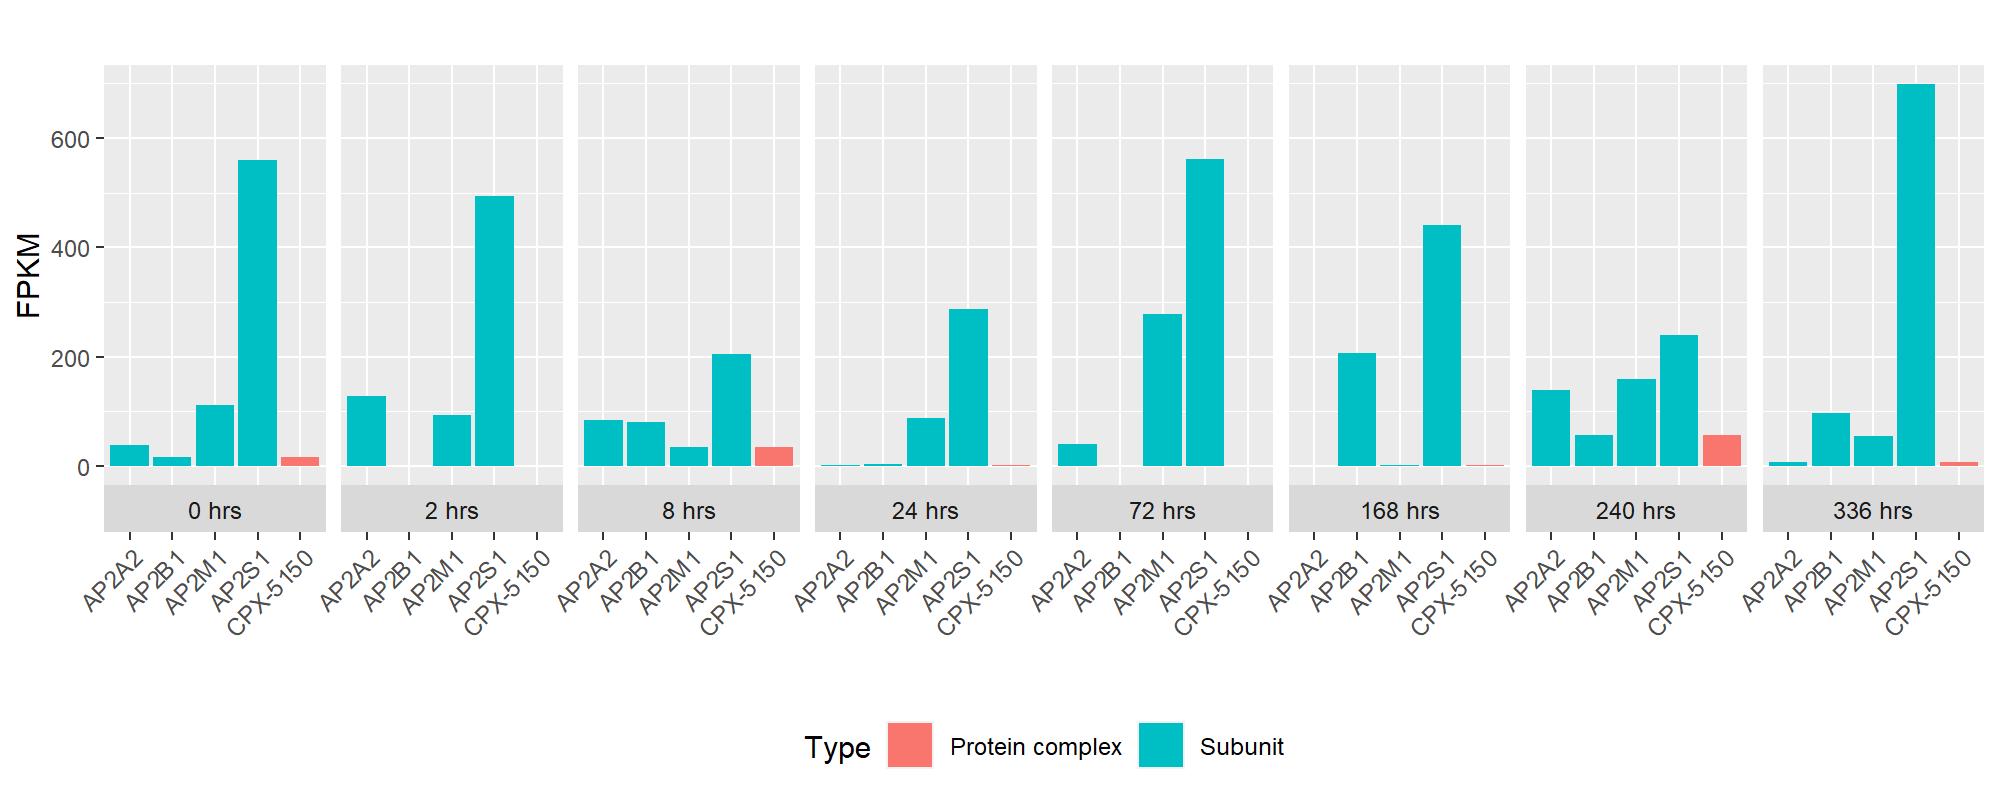 FPKM
600
400
200
0
0 hrs 2 hrs 8 hrs 24 hrs 72 hrs 168 hrs 240 hrs 336 hrs
AP2A2 AP2B1 AP2M1 AP2S1 CPX-5150 AP2A2 AP2B1 AP2M1 AP2S1 CPX-5150 AP2A2 AP2B1 AP2M1 AP2S1 CPX-5150 AP2A2 AP2B1 AP2M1 AP2S1 CPX-5150 AP2A2 AP2B1 AP2M1 AP2S1 CPX-5150 AP2A2 AP2B1 AP2M1 AP2S1 CPX-5150 AP2A2 AP2B1 AP2M1 AP2S1 CPX-5150 AP2A2 AP2B1 AP2M1 AP2S1 CPX-5150
Type Protein complex Subunit